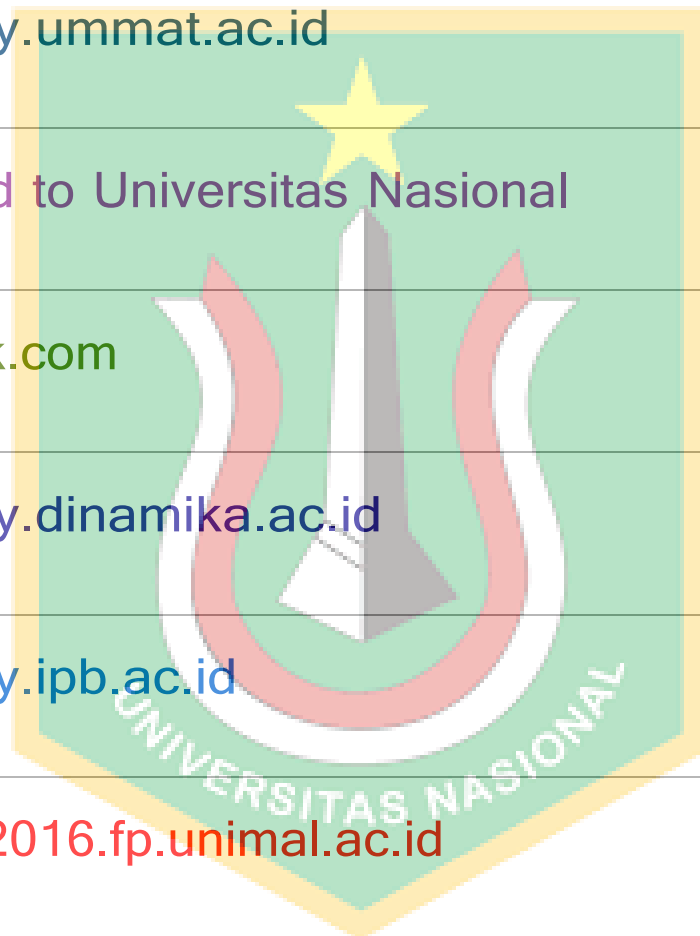 y.ummat.ac.id
d to Universitas Nasional
k.com
y.dinamika.ac.id
y.ipb.ac.id
2016.fp.unimal.ac.id
UNIVERSITAS NASIONAL